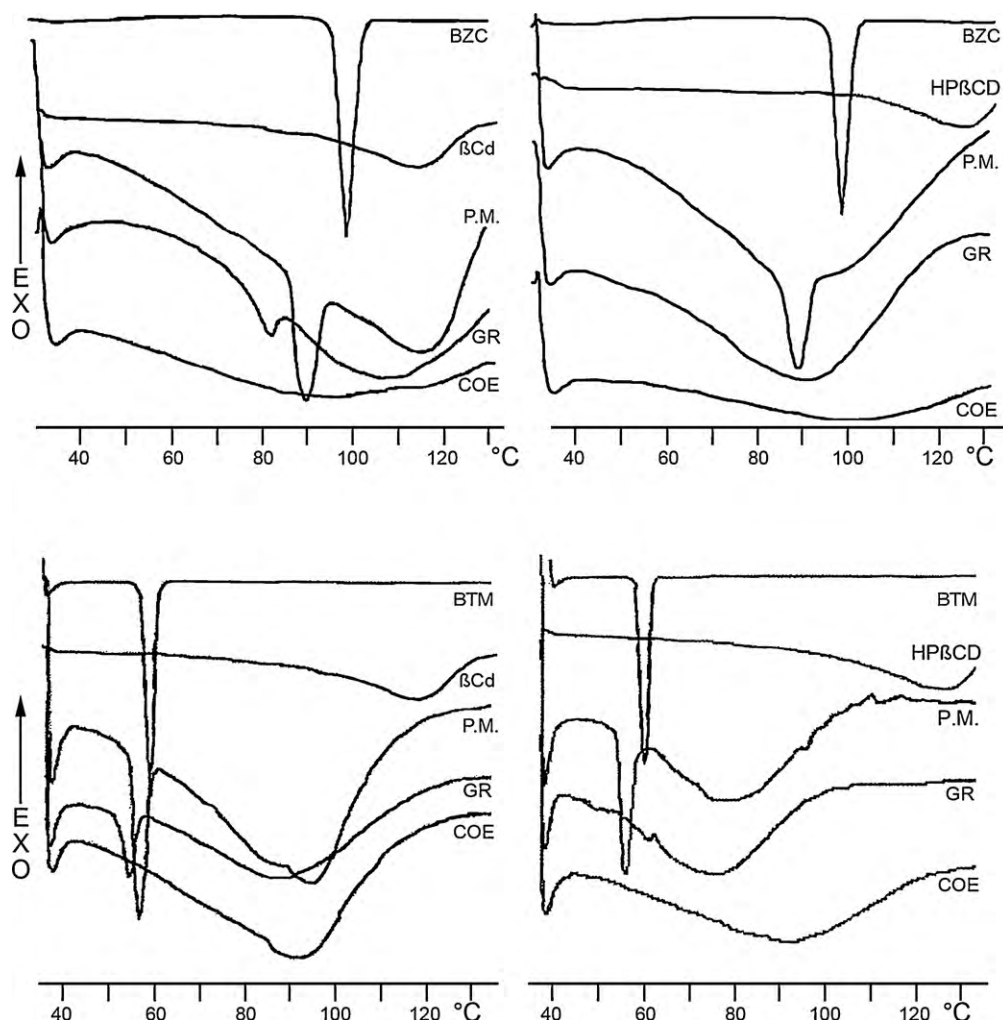 BZC
ßCd
P.M.
GR
COE
EXO
40 60 80 100 120 °C
BZC
HPßCD
P.M.
GR
COE
40 60 80 100 120 °C
BTM
ßCd
P.M.
GR
COE
EXO
40 60 80 100 120 °C
BTM
HPßCD
P.M.
GR
COE
40 60 80 100 120 °C